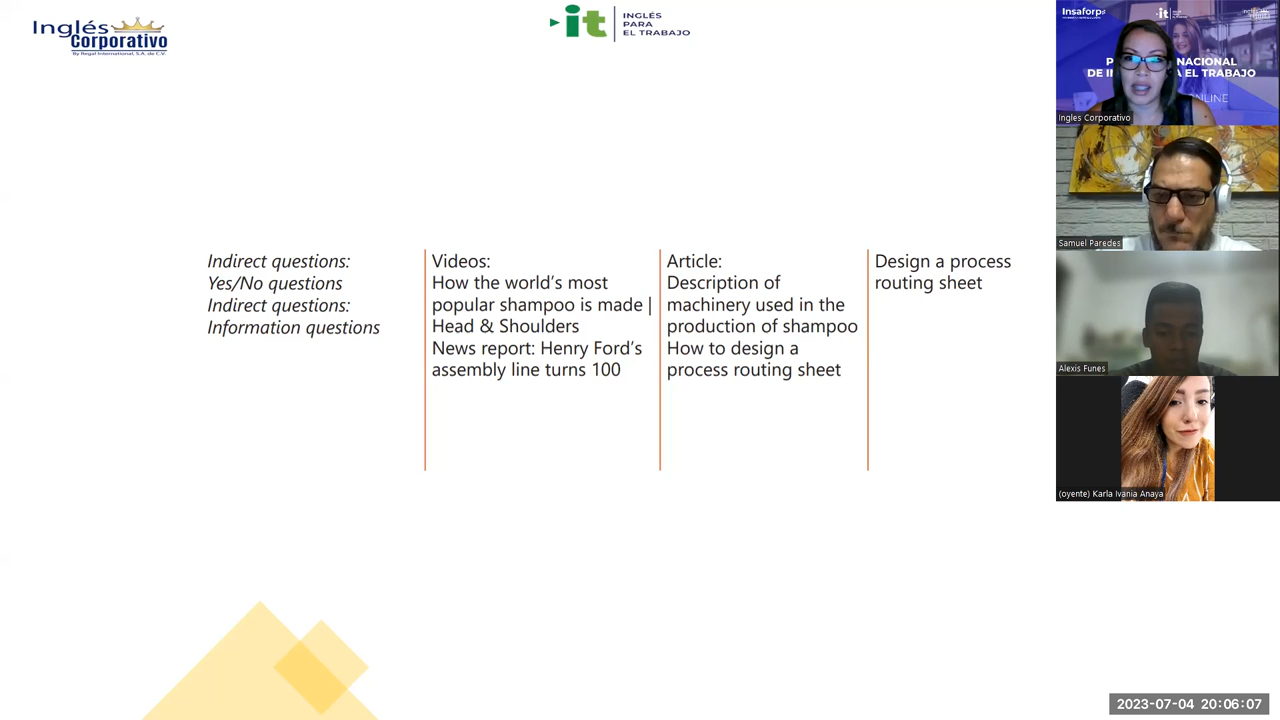 Inglés
Corporativo
By Royal International, S.A. de C.V.
it
INGLÉS
PARA
EL TRABAJO
Indirect questions:
Yes/No questions
Indirect questions:
Information questions
Videos:
How the world's most
popular shampoo is made |
Head & Shoulders
News report: Henry Ford's
assembly line turns 100
Article:
Description of
machinery used in the
production of shampoo
How to design a
process routing sheet
Design a process
routing sheet
Insaforp
it
NACIONAL
DE I A EL TRABAJO
ONLINE
Ingles Corporativo
Samuel Paredes
Alexis Funes
(oyente) Karla Ivania Anaya
2023-07-04 20:06:07